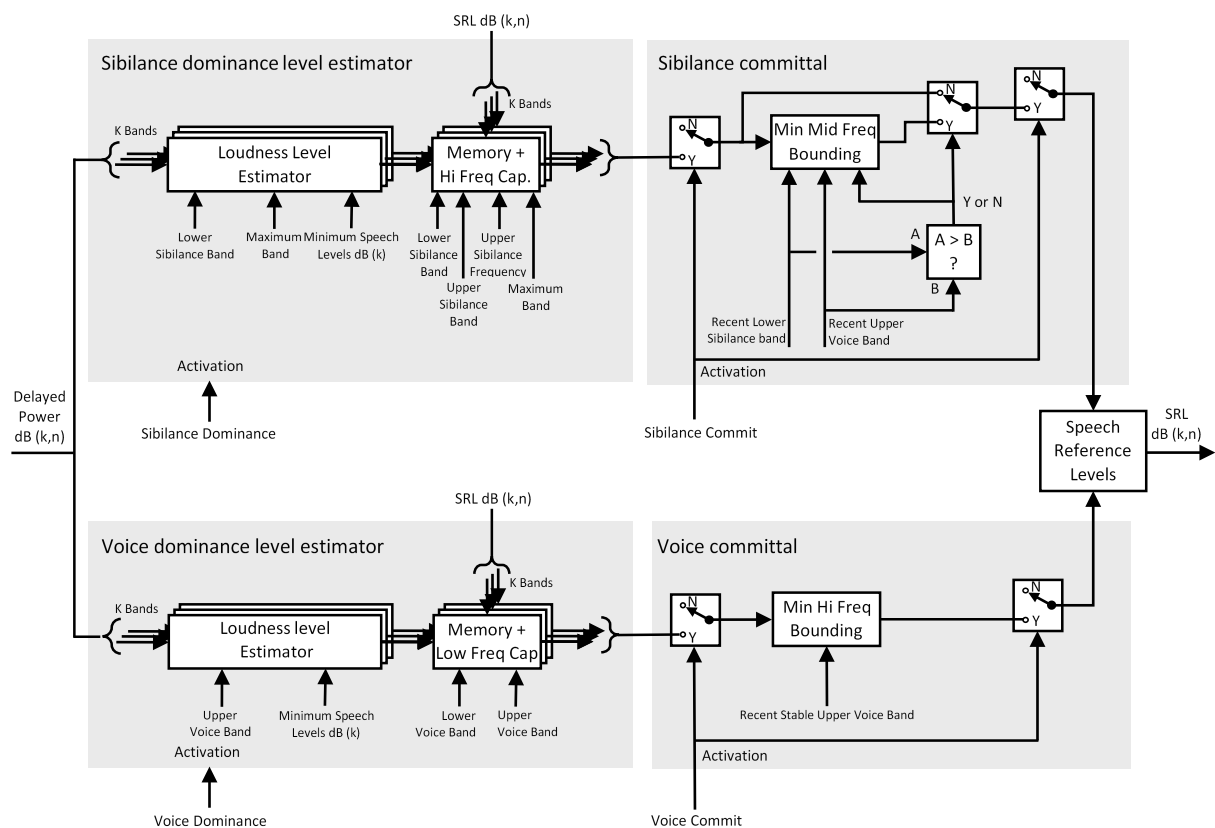 SRL dB (k,n)
Sibilance dominance level estimator
K Bands
K Bands
Loudness Level
Estimator
Memory +
Hi Freq Cap.
Lower
Sibilance Band
Maximum
Band
Minimum Speech
Levels dB (k)
Lower
Sibilance
Band
Upper
Sibilance
Frequency
Upper
Sibilance
Band
Maximum
Band
Activation
Sibilance Dominance
Sibilance committal
N
Y
Min Mid Freq
Bounding
N
Y
N
Y
Y or N
A
A > B
?
B
Recent Lower
Sibilance band
Recent Upper
Voice Band
Activation
Sibilance Commit
Delayed
Power
dB (k,n)
Speech
Reference
Levels
SRL
dB (k,n)
SRL dB (k,n)
Voice dominance level estimator
K Bands
K Bands
Loudness level
Estimator
Memory +
Low Freq Cap
Upper
Voice Band
Minimum Speech
Levels dB (k)
Lower
Voice Band
Upper
Voice Band
Activation
Voice Dominance
Voice committal
N
Y
Min Hi Freq
Bounding
N
Y
Recent Stable Upper Voice Band
Activation
Voice Commit